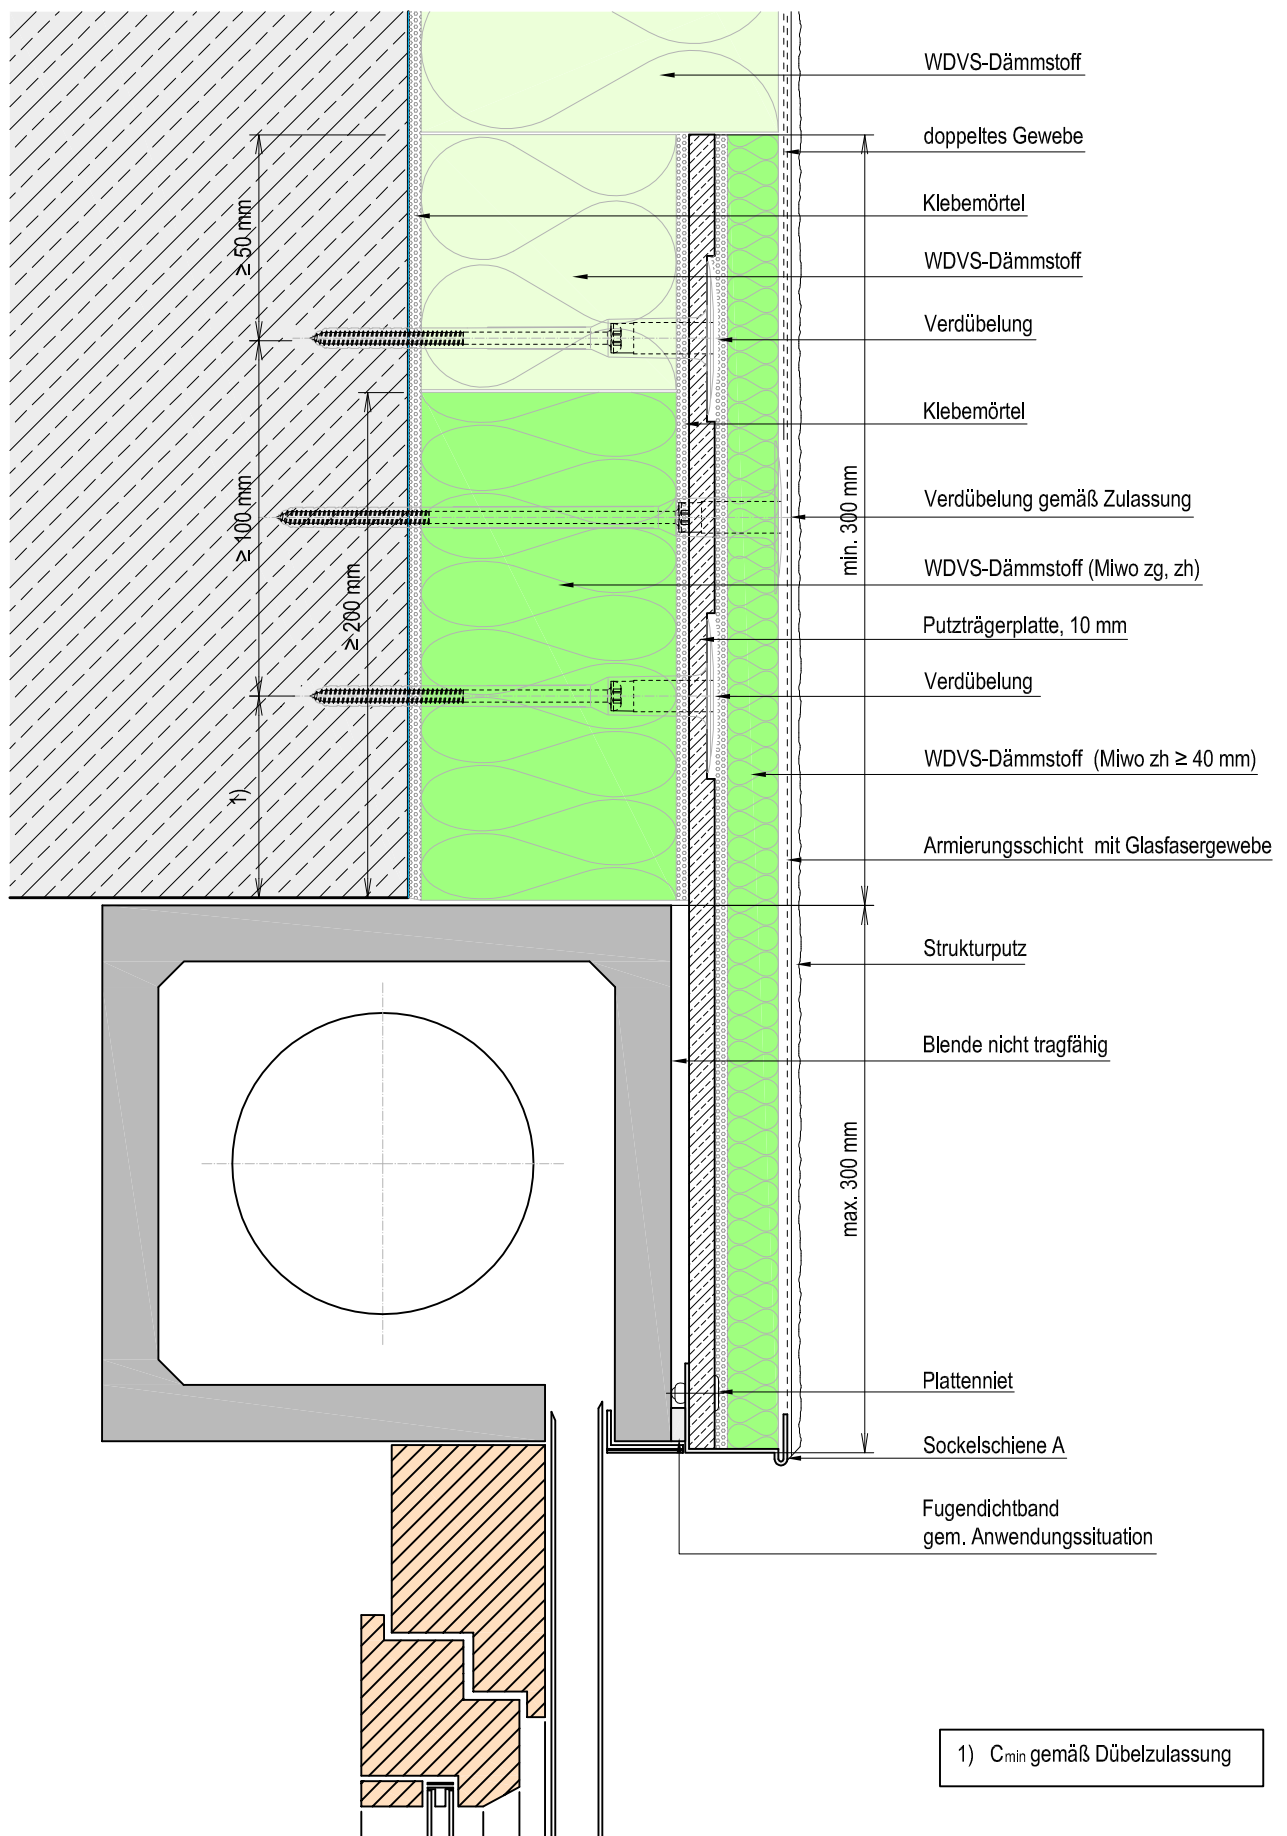 WDVS-Dämmstoff
doppeltes Gewebe
Klebemörtel
WDVS-Dämmstoff
Verdübelung
Klebemörtel
Verdübelung gemäß Zulassung
WDVS-Dämmstoff (Miwo zg, zh)
Putzträgerplatte, 10 mm
Verdübelung
WDVS-Dämmstoff (Miwo zh ≥ 40 mm)
Armierungsschicht mit Glasfasergewebe
Strukturputz
Blende nicht tragfähig
Plattenniet
Sockelschiene A
Fugendichtband
gem. Anwendungssituation
≥ 50 mm
≥ 100 mm
≥ 200 mm
1)
min. 300 mm
max. 300 mm
1) Cmin gemäß Dübelzulassung